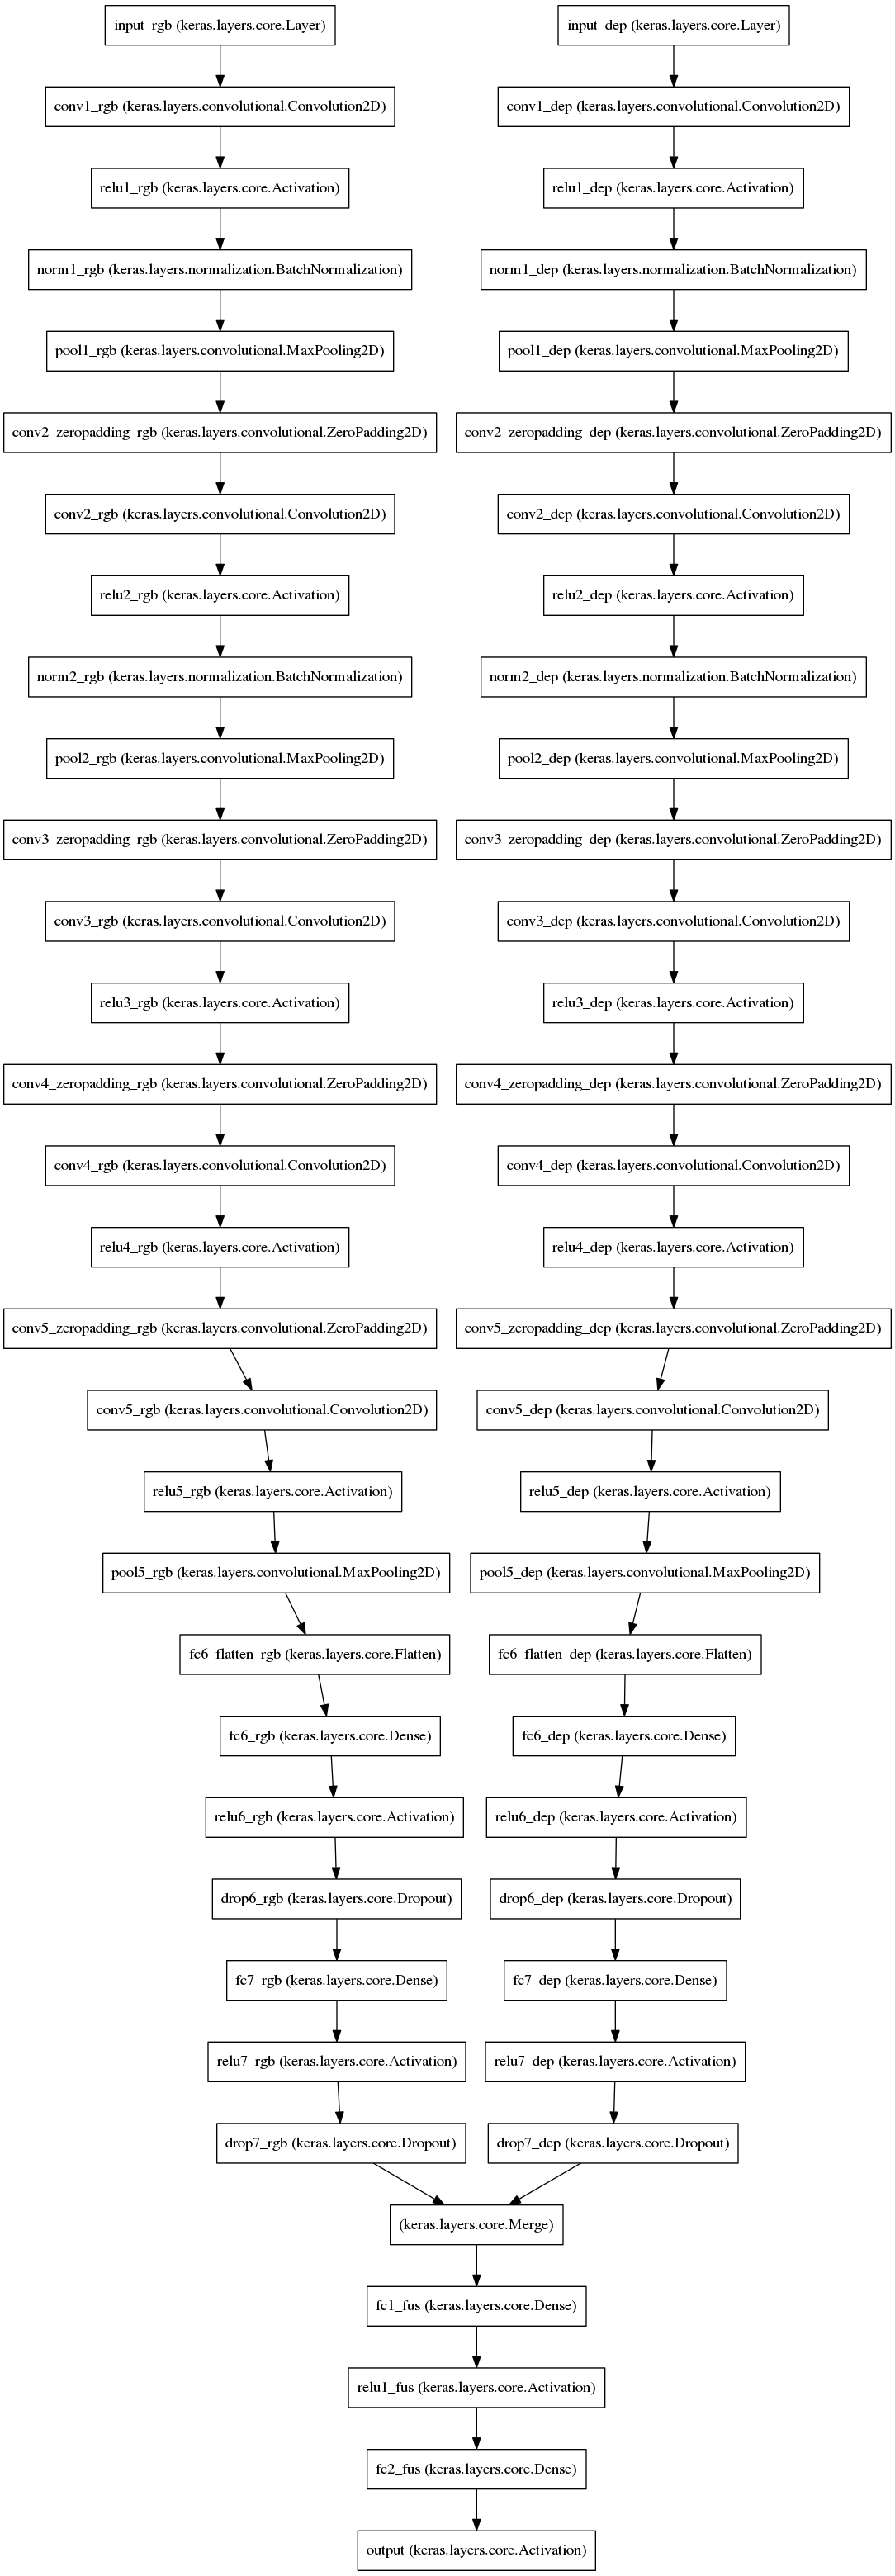 input_rgb (keras.layers.core.Layer)
input_dep (keras.layers.core.Layer)
conv1_rgb (keras.layers.convolutional.Convolution2D)
conv1_dep (keras.layers.convolutional.Convolution2D)
relu1_rgb (keras.layers.core.Activation)
relu1_dep (keras.layers.core.Activation)
norm1_rgb (keras.layers.normalization.BatchNormalization)
norm1_dep (keras.layers.normalization.BatchNormalization)
pool1_rgb (keras.layers.convolutional.MaxPooling2D)
pool1_dep (keras.layers.convolutional.MaxPooling2D)
conv2_zeropadding_rgb (keras.layers.convolutional.ZeroPadding2D)
conv2_zeropadding_dep (keras.layers.convolutional.ZeroPadding2D)
conv2_rgb (keras.layers.convolutional.Convolution2D)
conv2_dep (keras.layers.convolutional.Convolution2D)
relu2_rgb (keras.layers.core.Activation)
relu2_dep (keras.layers.core.Activation)
norm2_rgb (keras.layers.normalization.BatchNormalization)
norm2_dep (keras.layers.normalization.BatchNormalization)
pool2_rgb (keras.layers.convolutional.MaxPooling2D)
pool2_dep (keras.layers.convolutional.MaxPooling2D)
conv3_zeropadding_rgb (keras.layers.convolutional.ZeroPadding2D)
conv3_zeropadding_dep (keras.layers.convolutional.ZeroPadding2D)
conv3_rgb (keras.layers.convolutional.Convolution2D)
conv3_dep (keras.layers.convolutional.Convolution2D)
relu3_rgb (keras.layers.core.Activation)
relu3_dep (keras.layers.core.Activation)
conv4_zeropadding_rgb (keras.layers.convolutional.ZeroPadding2D)
conv4_zeropadding_dep (keras.layers.convolutional.ZeroPadding2D)
conv4_rgb (keras.layers.convolutional.Convolution2D)
conv4_dep (keras.layers.convolutional.Convolution2D)
relu4_rgb (keras.layers.core.Activation)
relu4_dep (keras.layers.core.Activation)
conv5_zeropadding_rgb (keras.layers.convolutional.ZeroPadding2D)
conv5_zeropadding_dep (keras.layers.convolutional.ZeroPadding2D)
conv5_rgb (keras.layers.convolutional.Convolution2D)
conv5_dep (keras.layers.convolutional.Convolution2D)
relu5_rgb (keras.layers.core.Activation)
relu5_dep (keras.layers.core.Activation)
pool5_rgb (keras.layers.convolutional.MaxPooling2D)
pool5_dep (keras.layers.convolutional.MaxPooling2D)
fc6_flatten_rgb (keras.layers.core.Flatten)
fc6_flatten_dep (keras.layers.core.Flatten)
fc6_rgb (keras.layers.core.Dense)
fc6_dep (keras.layers.core.Dense)
relu6_rgb (keras.layers.core.Activation)
relu6_dep (keras.layers.core.Activation)
drop6_rgb (keras.layers.core.Dropout)
drop6_dep (keras.layers.core.Dropout)
fc7_rgb (keras.layers.core.Dense)
fc7_dep (keras.layers.core.Dense)
relu7_rgb (keras.layers.core.Activation)
relu7_dep (keras.layers.core.Activation)
drop7_rgb (keras.layers.core.Dropout)
drop7_dep (keras.layers.core.Dropout)
(keras.layers.core.Merge)
fc1_fus (keras.layers.core.Dense)
relu1_fus (keras.layers.core.Activation)
fc2_fus (keras.layers.core.Dense)
output (keras.layers.core.Activation)